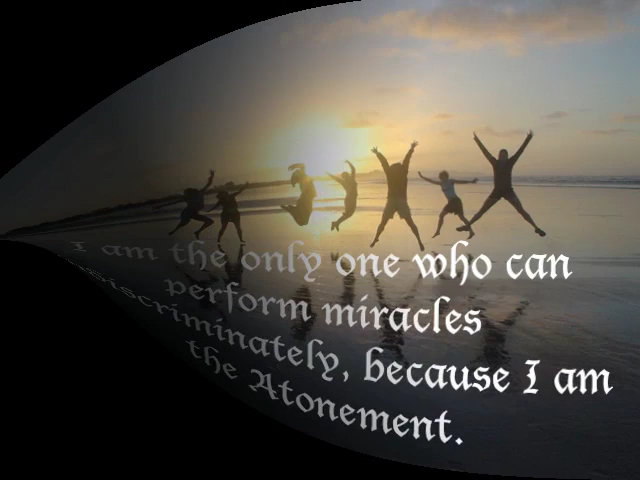 I am the only one who can
perform miracles
indiscriminately, because I am
the Atonement.